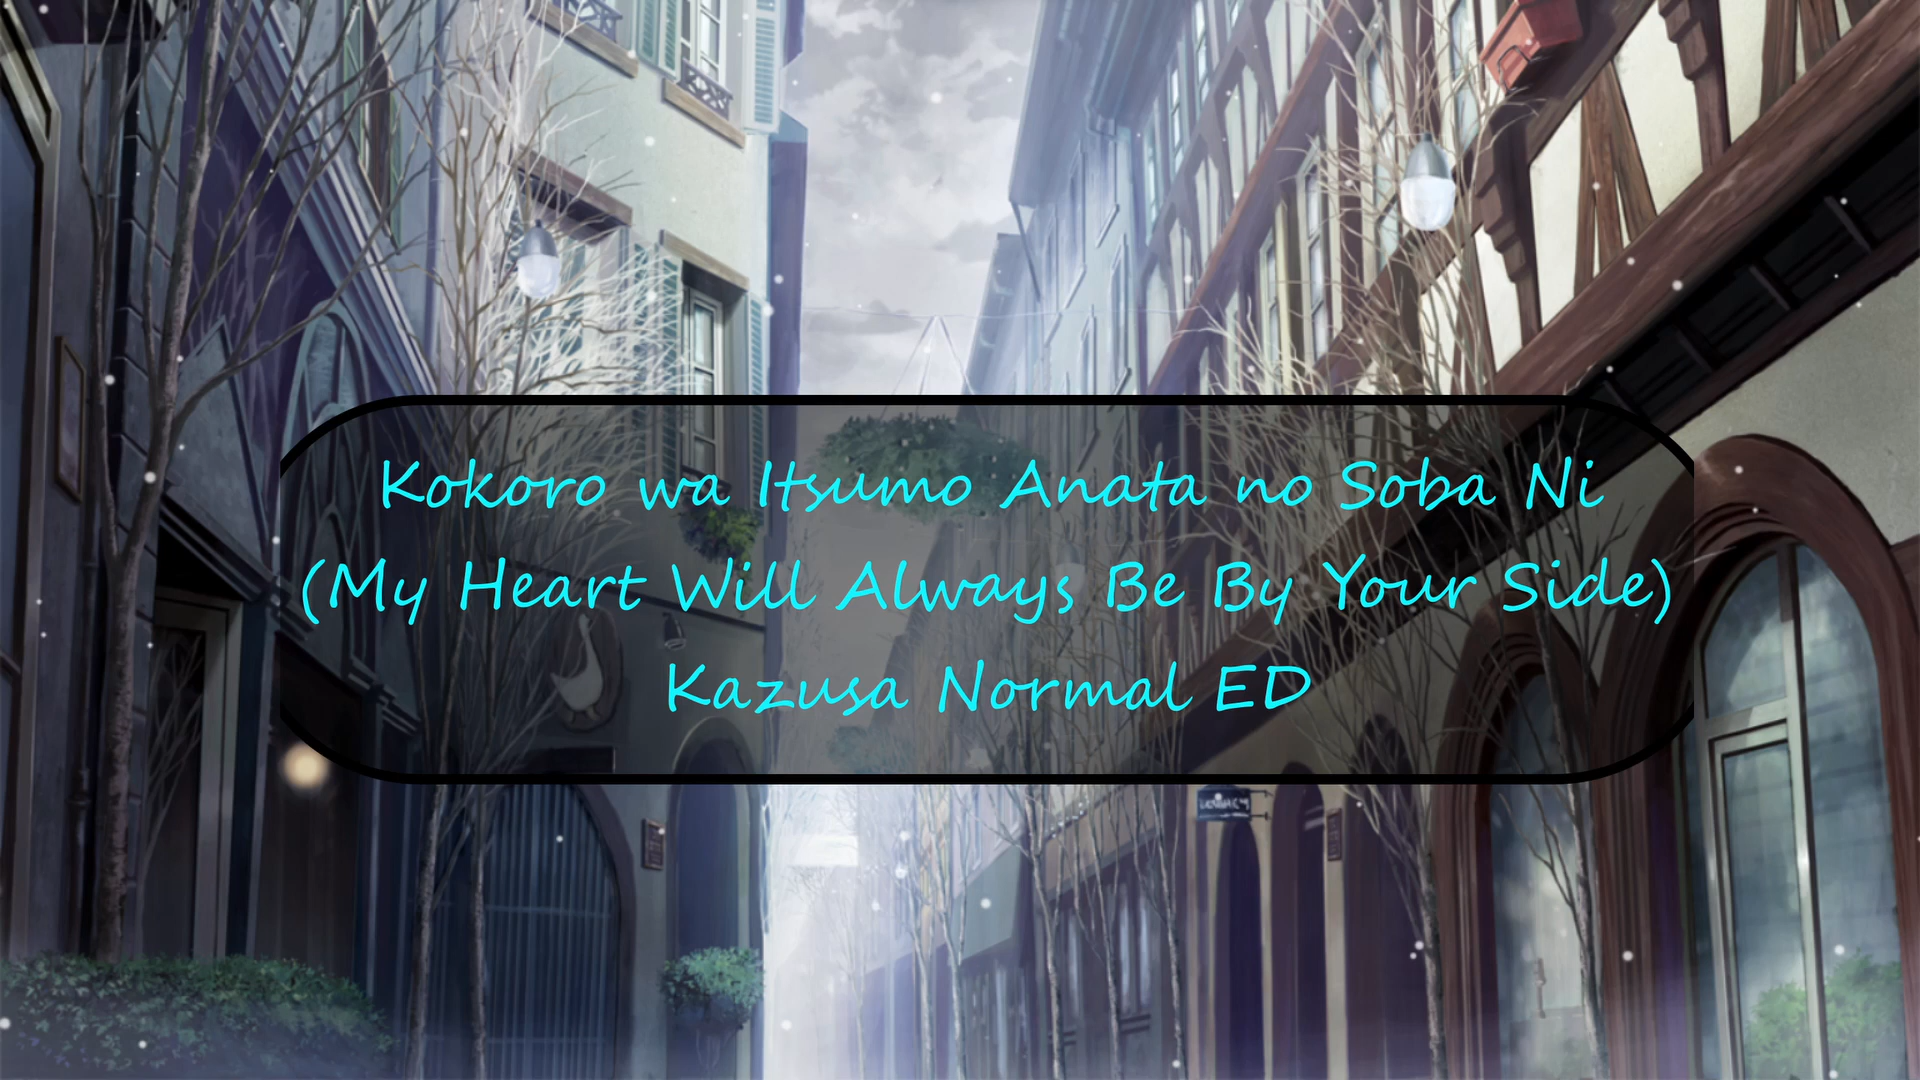 Kokoro wa Itsumo Anata no Soba Ni
(My Heart Will Always Be By Your Side)
Kazusa Normal ED